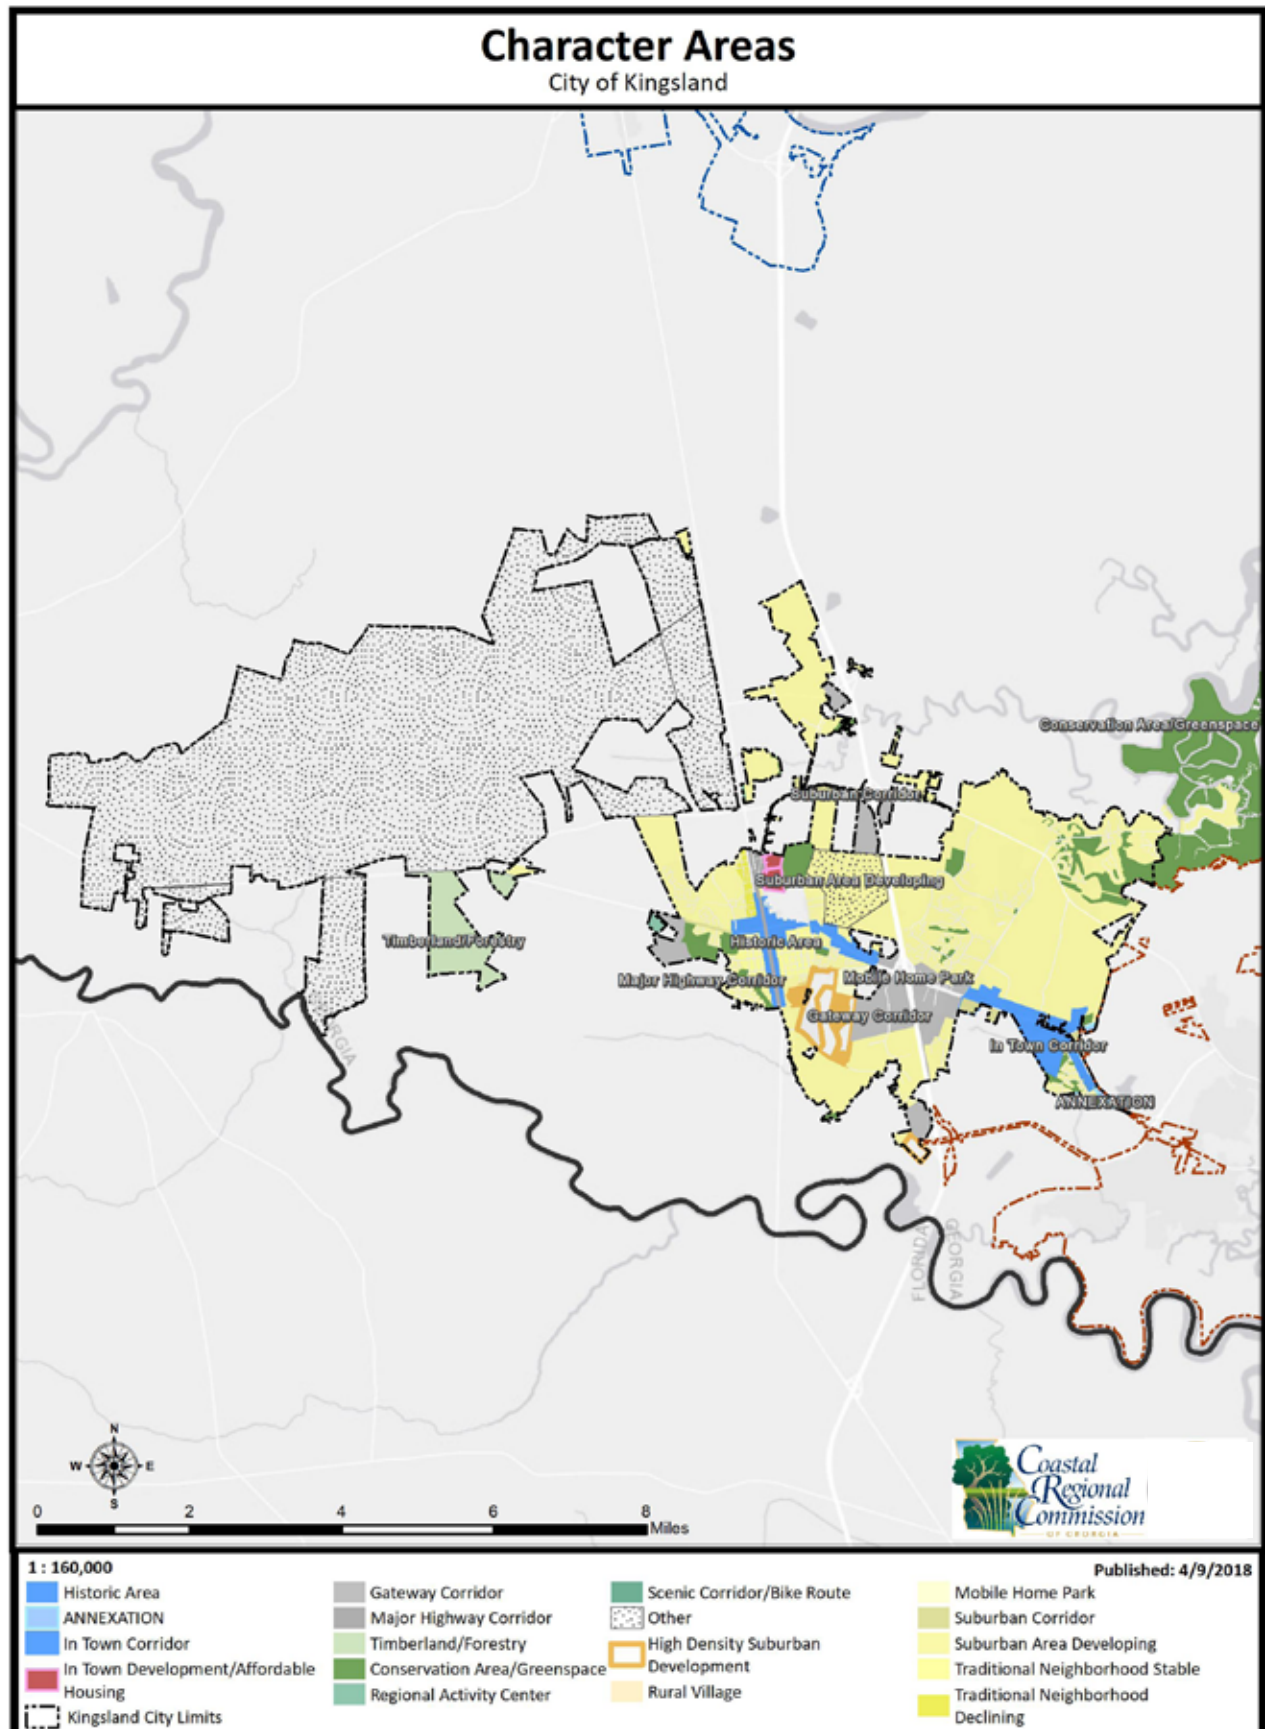 Character Areas
City of Kingsland
Conservation Area/Greenspace
Suburban Corridor
Suburban Area Developing
Timberland/Forestry
Historic Area
Major Highway Corridor
Mobile Home Park
Gateway Corridor
In Town Corridor
ANNEXATION
RGIA
FLORIDA
GEORGIA
N
W
E
S
0
2
4
6
8
Miles
Coastal
Regional
Commission
OF GEORGIA
1 : 160,000
Published: 4/9/2018
Historic Area
ANNEXATION
In Town Corridor
In Town Development/Affordable
Housing
Kingsland City Limits
Gateway Corridor
Major Highway Corridor
Timberland/Forestry
Conservation Area/Greenspace
Regional Activity Center
Scenic Corridor/Bike Route
Other
High Density Suburban
Development
Rural Village
Mobile Home Park
Suburban Corridor
Suburban Area Developing
Traditional Neighborhood Stable
Traditional Neighborhood
Declining